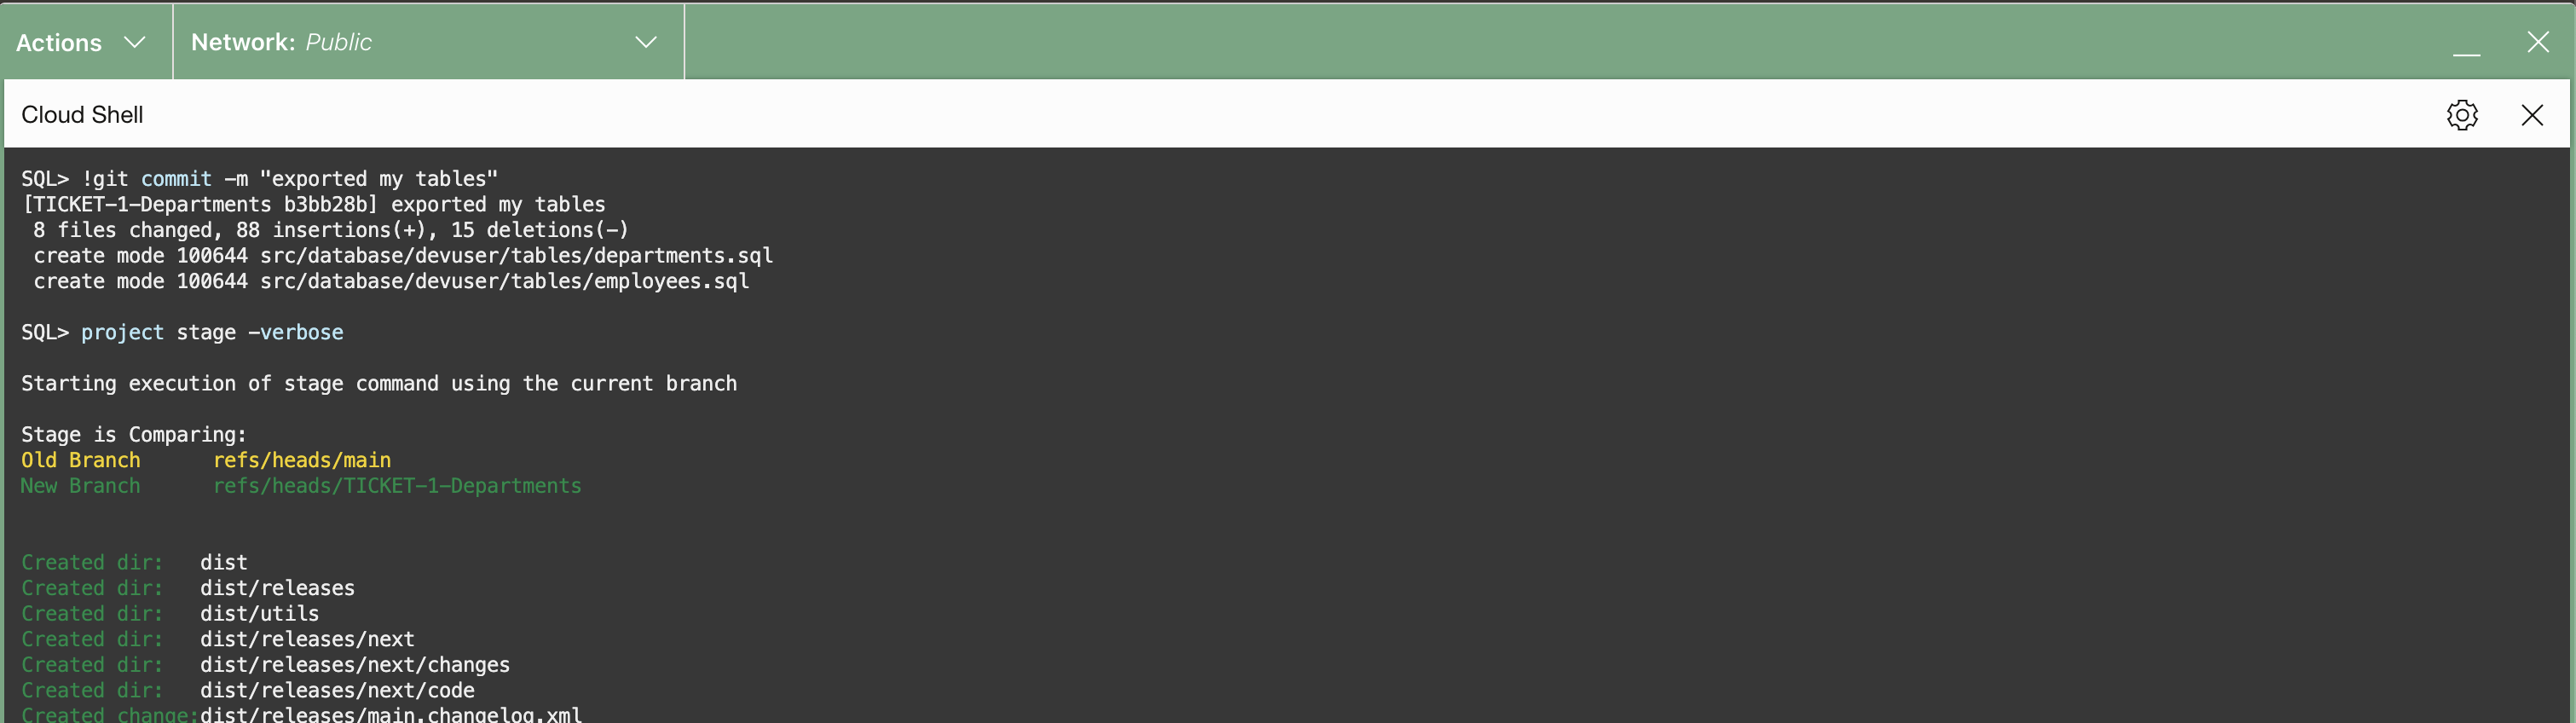 Actions
Network: Public
Cloud Shell
SQL> !git commit -m "exported my tables"
[TICKET-1-Departments b3bb28b] exported my tables
 8 files changed, 88 insertions(+), 15 deletions(-)
 create mode 100644 src/database/devuser/tables/departments.sql
 create mode 100644 src/database/devuser/tables/employees.sql
SQL> project stage -verbose
Starting execution of stage command using the current branch
Stage is Comparing:
Old Branch      refs/heads/main
New Branch      refs/heads/TICKET-1-Departments
Created dir:   dist
Created dir:   dist/releases
Created dir:   dist/utils
Created dir:   dist/releases/next
Created dir:   dist/releases/next/changes
Created dir:   dist/releases/next/code
Created change:dist/releases/main.changelog.xml